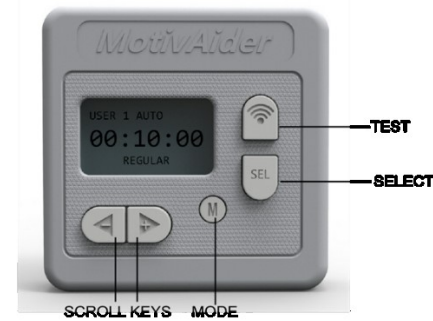 MotivAider
USER 1 AUTO
00:10:00
REGULAR
SEL
M
TEST
SELECT
SCROLL KEYS
MODE